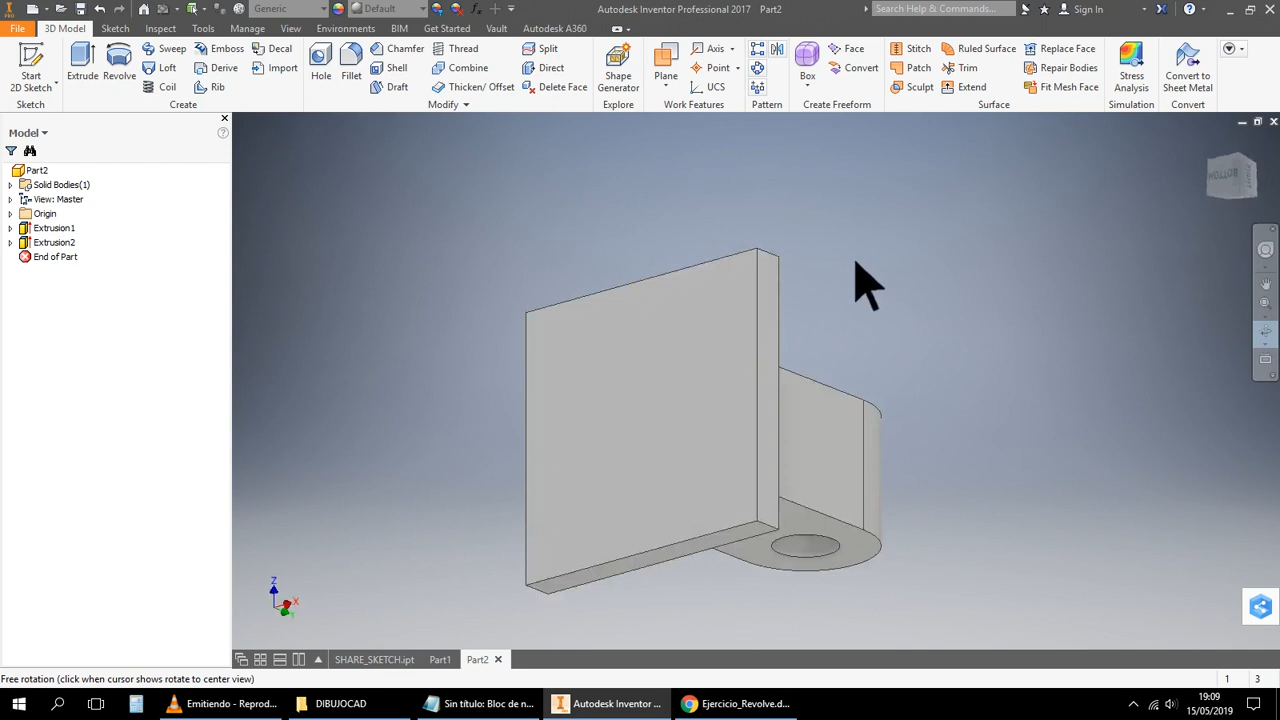 PRO
Generic
Default
Autodesk Inventor Professional 2017 Part2
Search Help & Commands...
Sign In
File
3D Model
Sketch
Inspect
Tools
Manage
View
Environments
BIM
Get Started
Vault
Autodesk A360
Start
2D Sketch
Extrude
Revolve
Sweep
Loft
Coil
Emboss
Derive
Rib
Decal
Import
Hole
Fillet
Chamfer
Shell
Draft
Thread
Combine
Thicken/ Offset
Split
Direct
Delete Face
Shape
Generator
Plane
Axis
Point
UCS
Box
Face
Convert
Stitch
Patch
Sculpt
Ruled Surface
Trim
Extend
Replace Face
Repair Bodies
Fit Mesh Face
Stress
Analysis
Convert to
Sheet Metal
Sketch
Create
Modify
Explore
Work Features
Pattern
Create Freeform
Surface
Simulation
Convert
Model
Part2
Solid Bodies(1)
View: Master
Origin
Extrusion1
Extrusion2
End of Part
BOTTOM
Z
X
SHARE_SKETCH.ipt
Part1
Part2
Free rotation (click when cursor shows rotate to center view)
1
3
Emitiendo - Reprod...
DIBUJOCAD
Sin título: Bloc de n...
Autodesk Inventor ...
Ejercicio_Revolve.d...
19:09
15/05/2019